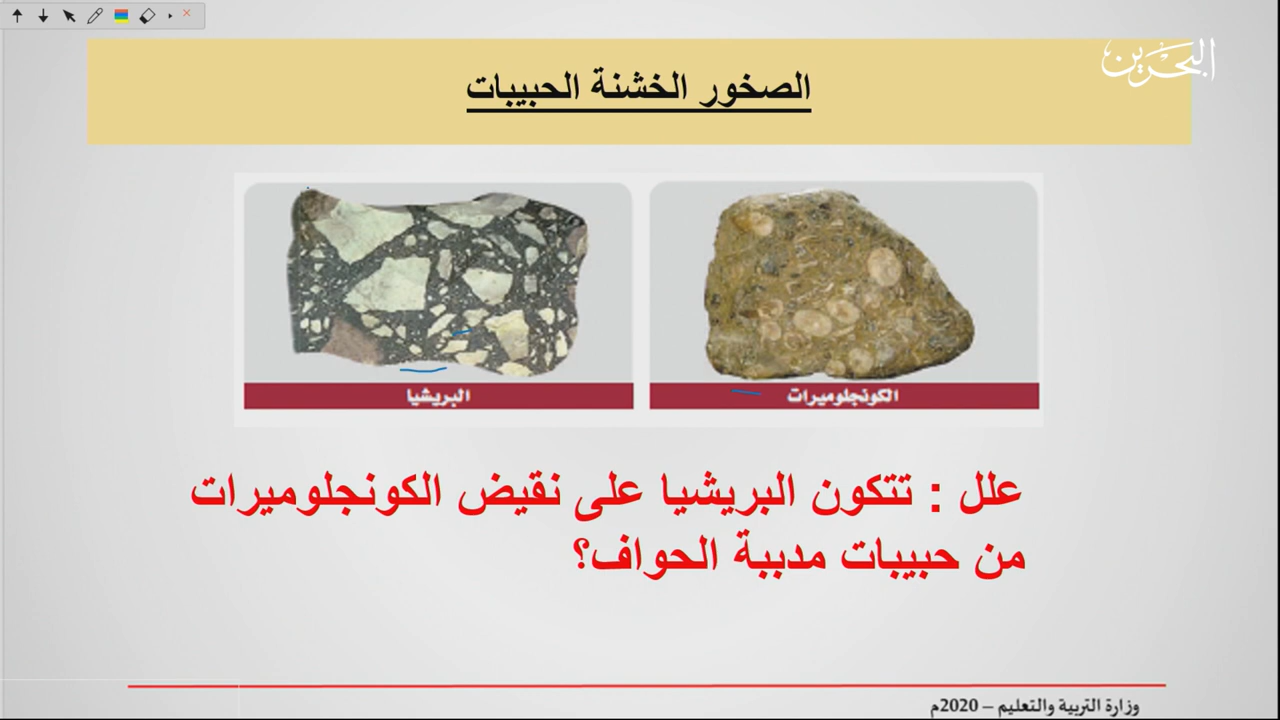 البحرين
الصخور الخشنة الحبيبات
الكونجلوميرات
البريشيا
علل : تتكون البريشيا على نقيض الكونجلوميرات
من حبيبات مدببة الحواف؟
وزارة التربية والتعليم – 2020م